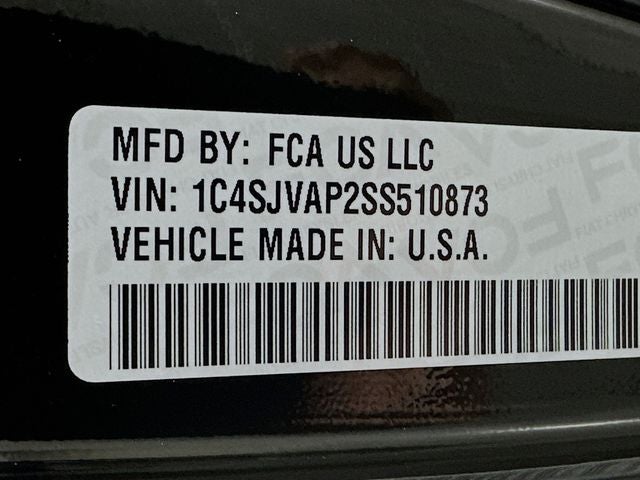 MFD BY: FCA US LLC
VIN: 1C4SJVAP2SS510873
VEHICLE MADE IN: U.S.A.